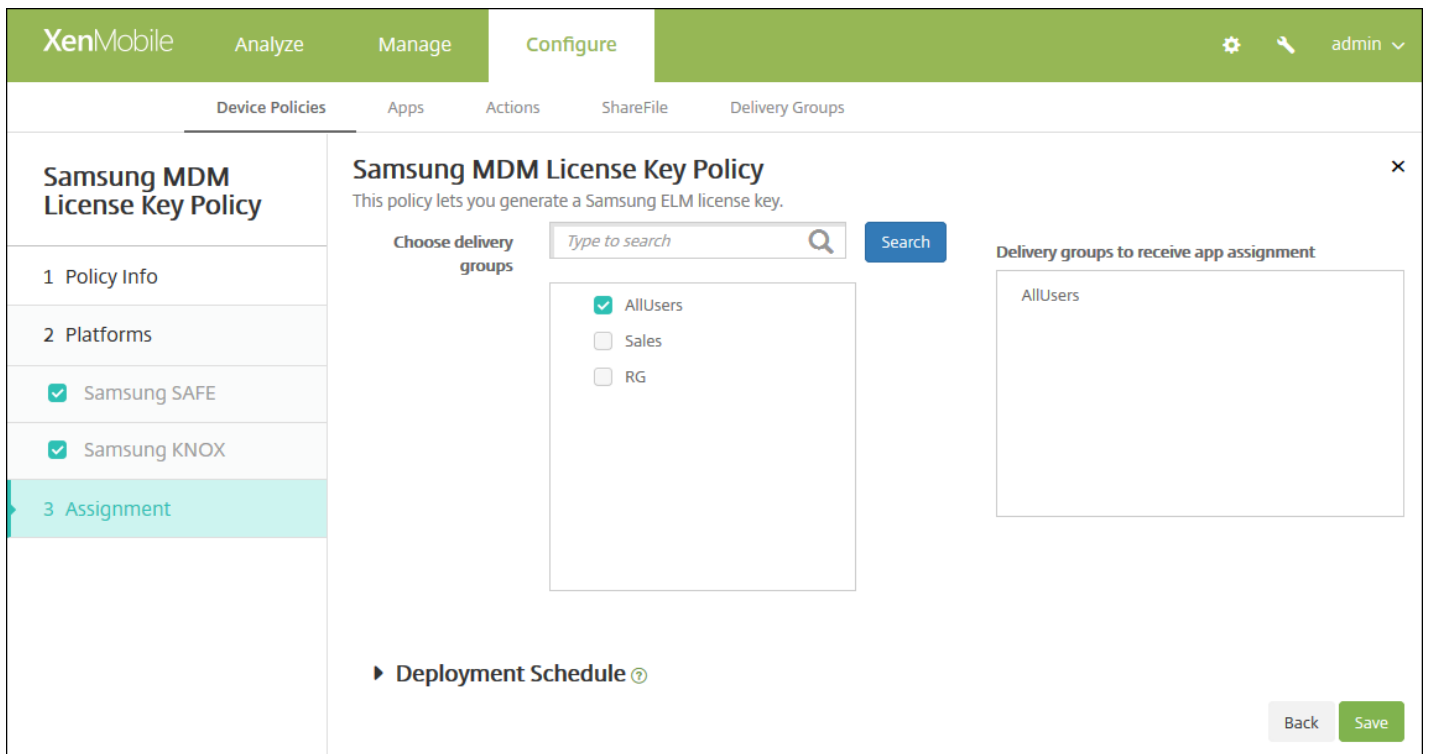 XenMobile Analyze Manage Configure admin
Device Policies Apps Actions ShareFile Delivery Groups
Samsung MDM
License Key Policy
1 Policy Info
2 Platforms
Samsung SAFE
Samsung KNOX
3 Assignment
Samsung MDM License Key Policy
This policy lets you generate a Samsung ELM license key.
Choose delivery
groups
Type to search
Search
AllUsers
Sales
RG
Delivery groups to receive app assignment
AllUsers
Deployment Schedule ?
Back Save